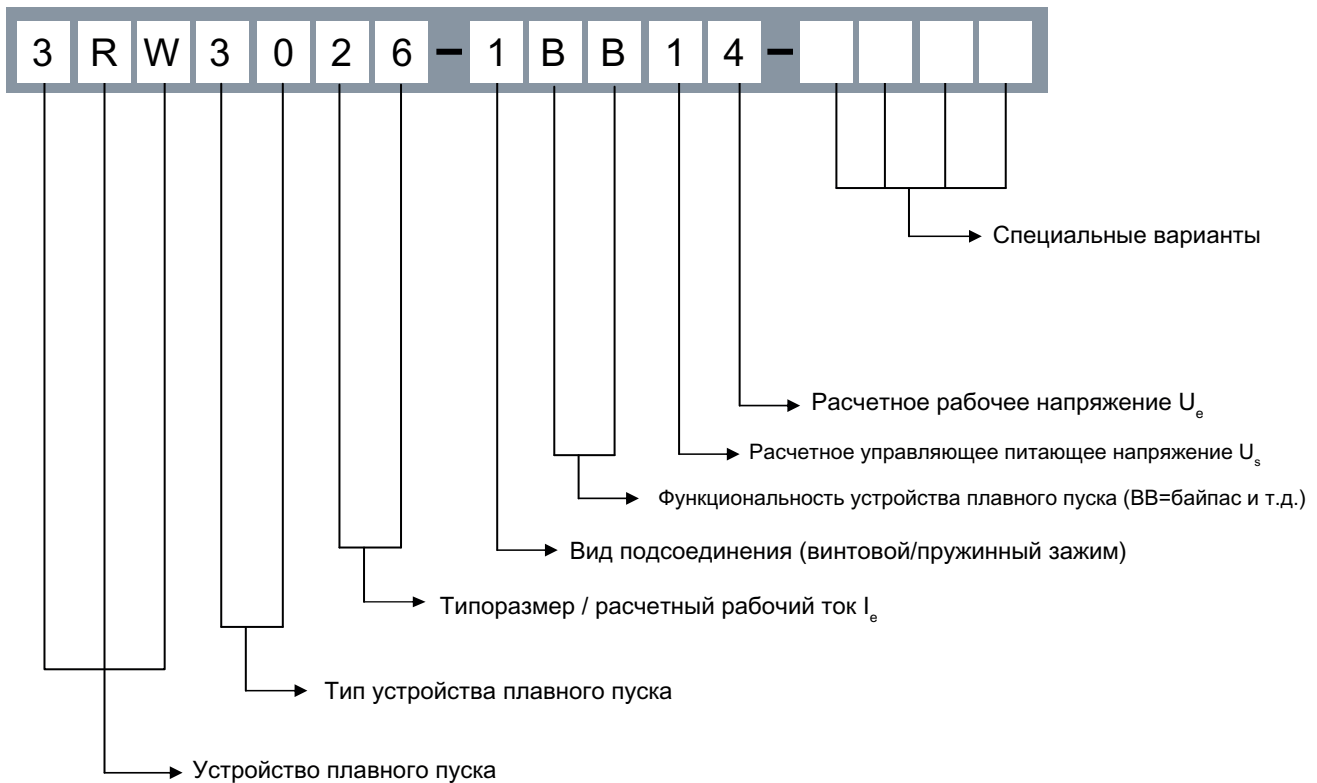 3RW3026-1BB14-
Специальные варианты
Расчетное рабочее напряжение Uₑ
Расчетное управляющее питающее напряжение Uₛ
Функциональность устройства плавного пуска (BB=байпас и т.д.)
Вид подсоединения (винтовой/пружинный зажим)
Типоразмер / расчетный рабочий ток Iₑ
Тип устройства плавного пуска
Устройство плавного пуска